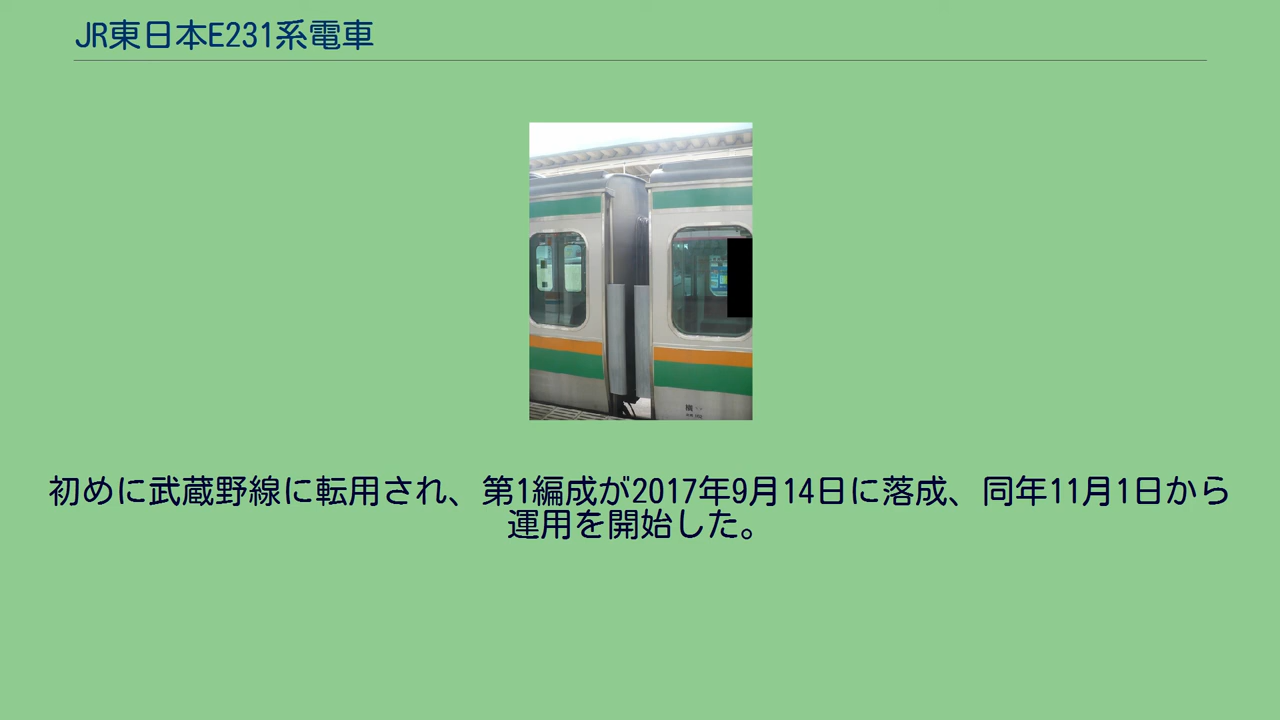 JR東日本E231系電車
初めに武蔵野線に転用され、第1編成が2017年9月14日に落成、同年11月1日から
運用を開始した。